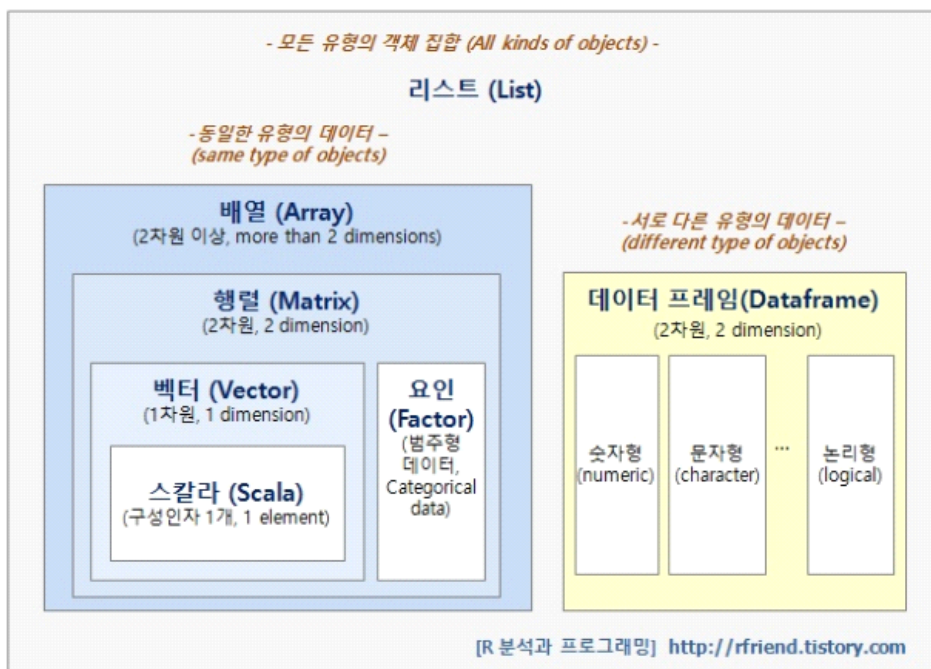 - 모든 유형의 객체 집합 (All kinds of objects) -
리스트 (List)
- 동일한 유형의 데이터 –
(same type of objects)
배열 (Array)
(2차원 이상, more than 2 dimensions)
행렬 (Matrix)
(2차원, 2 dimension)
벡터 (Vector)
(1차원, 1 dimension)
스칼라 (Scala)
(구성인자 1개, 1 element)
요인
(Factor)
(범주형
데이터,
Categorical
data)
- 서로 다른 유형의 데이터 –
(different type of objects)
데이터 프레임(Dataframe)
(2차원, 2 dimension)
숫자형
(numeric)
문자형
(character)
...
논리형
(logical)
[R 분석과 프로그래밍] http://rfriend.tistory.com